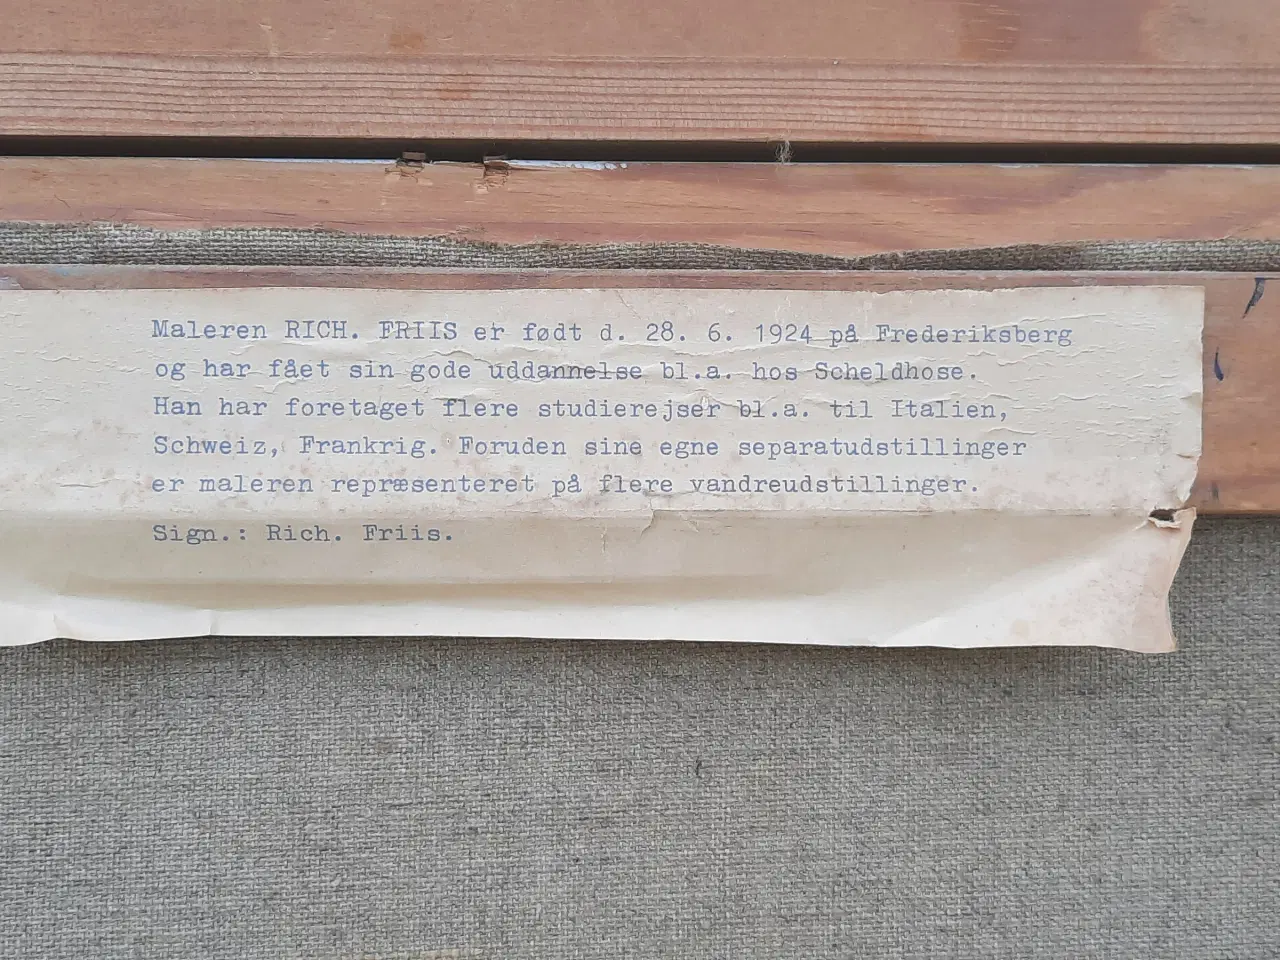 Maleren RICH. FRIIS er født d. 28. 6. 1924 på Frederiksberg
og har fået sin gode uddannelse bl.a. hos Scheldhose.
Han har foretaget flere studierejser bl.a. til Italien,
Schweiz, Frankrig. Foruden sine egne separatudstillinger
er maleren repræsenteret på flere vandreudstillinger.
Sign.: Rich. Friis.